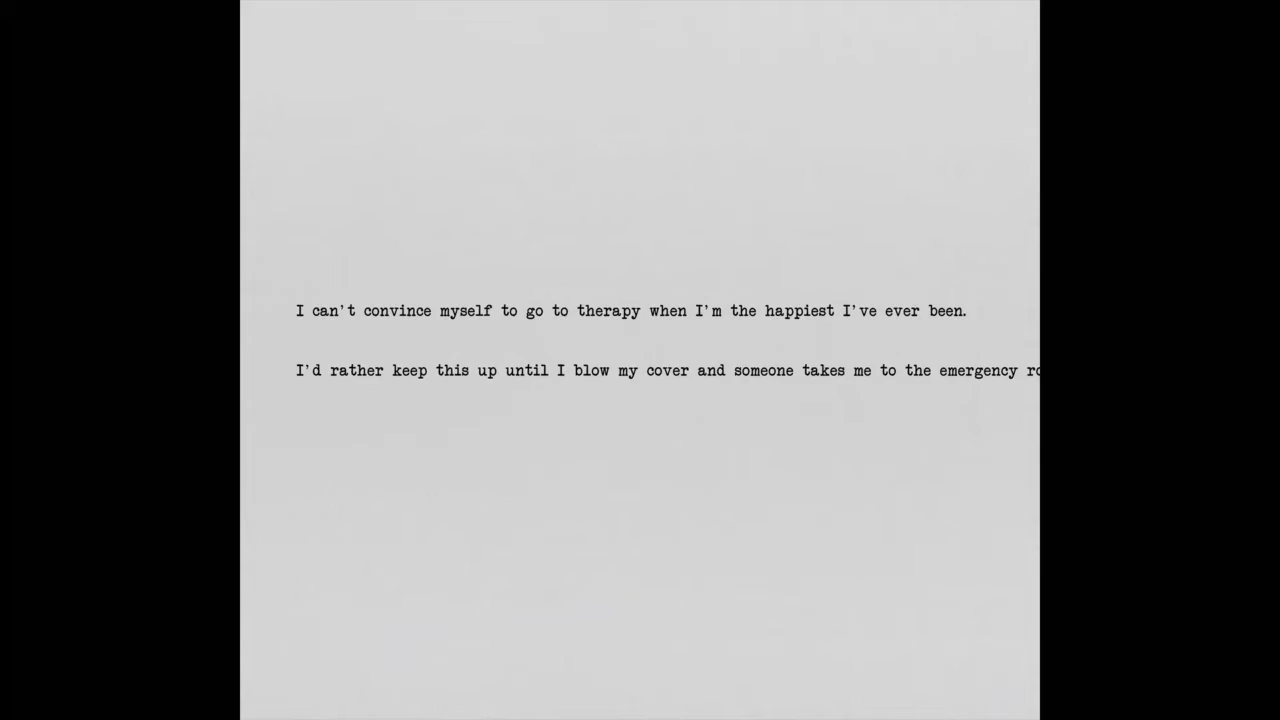 I can't convince myself to go to therapy when I'm the happiest I've ever been.
I'd rather keep this up until I blow my cover and someone takes me to the emergency